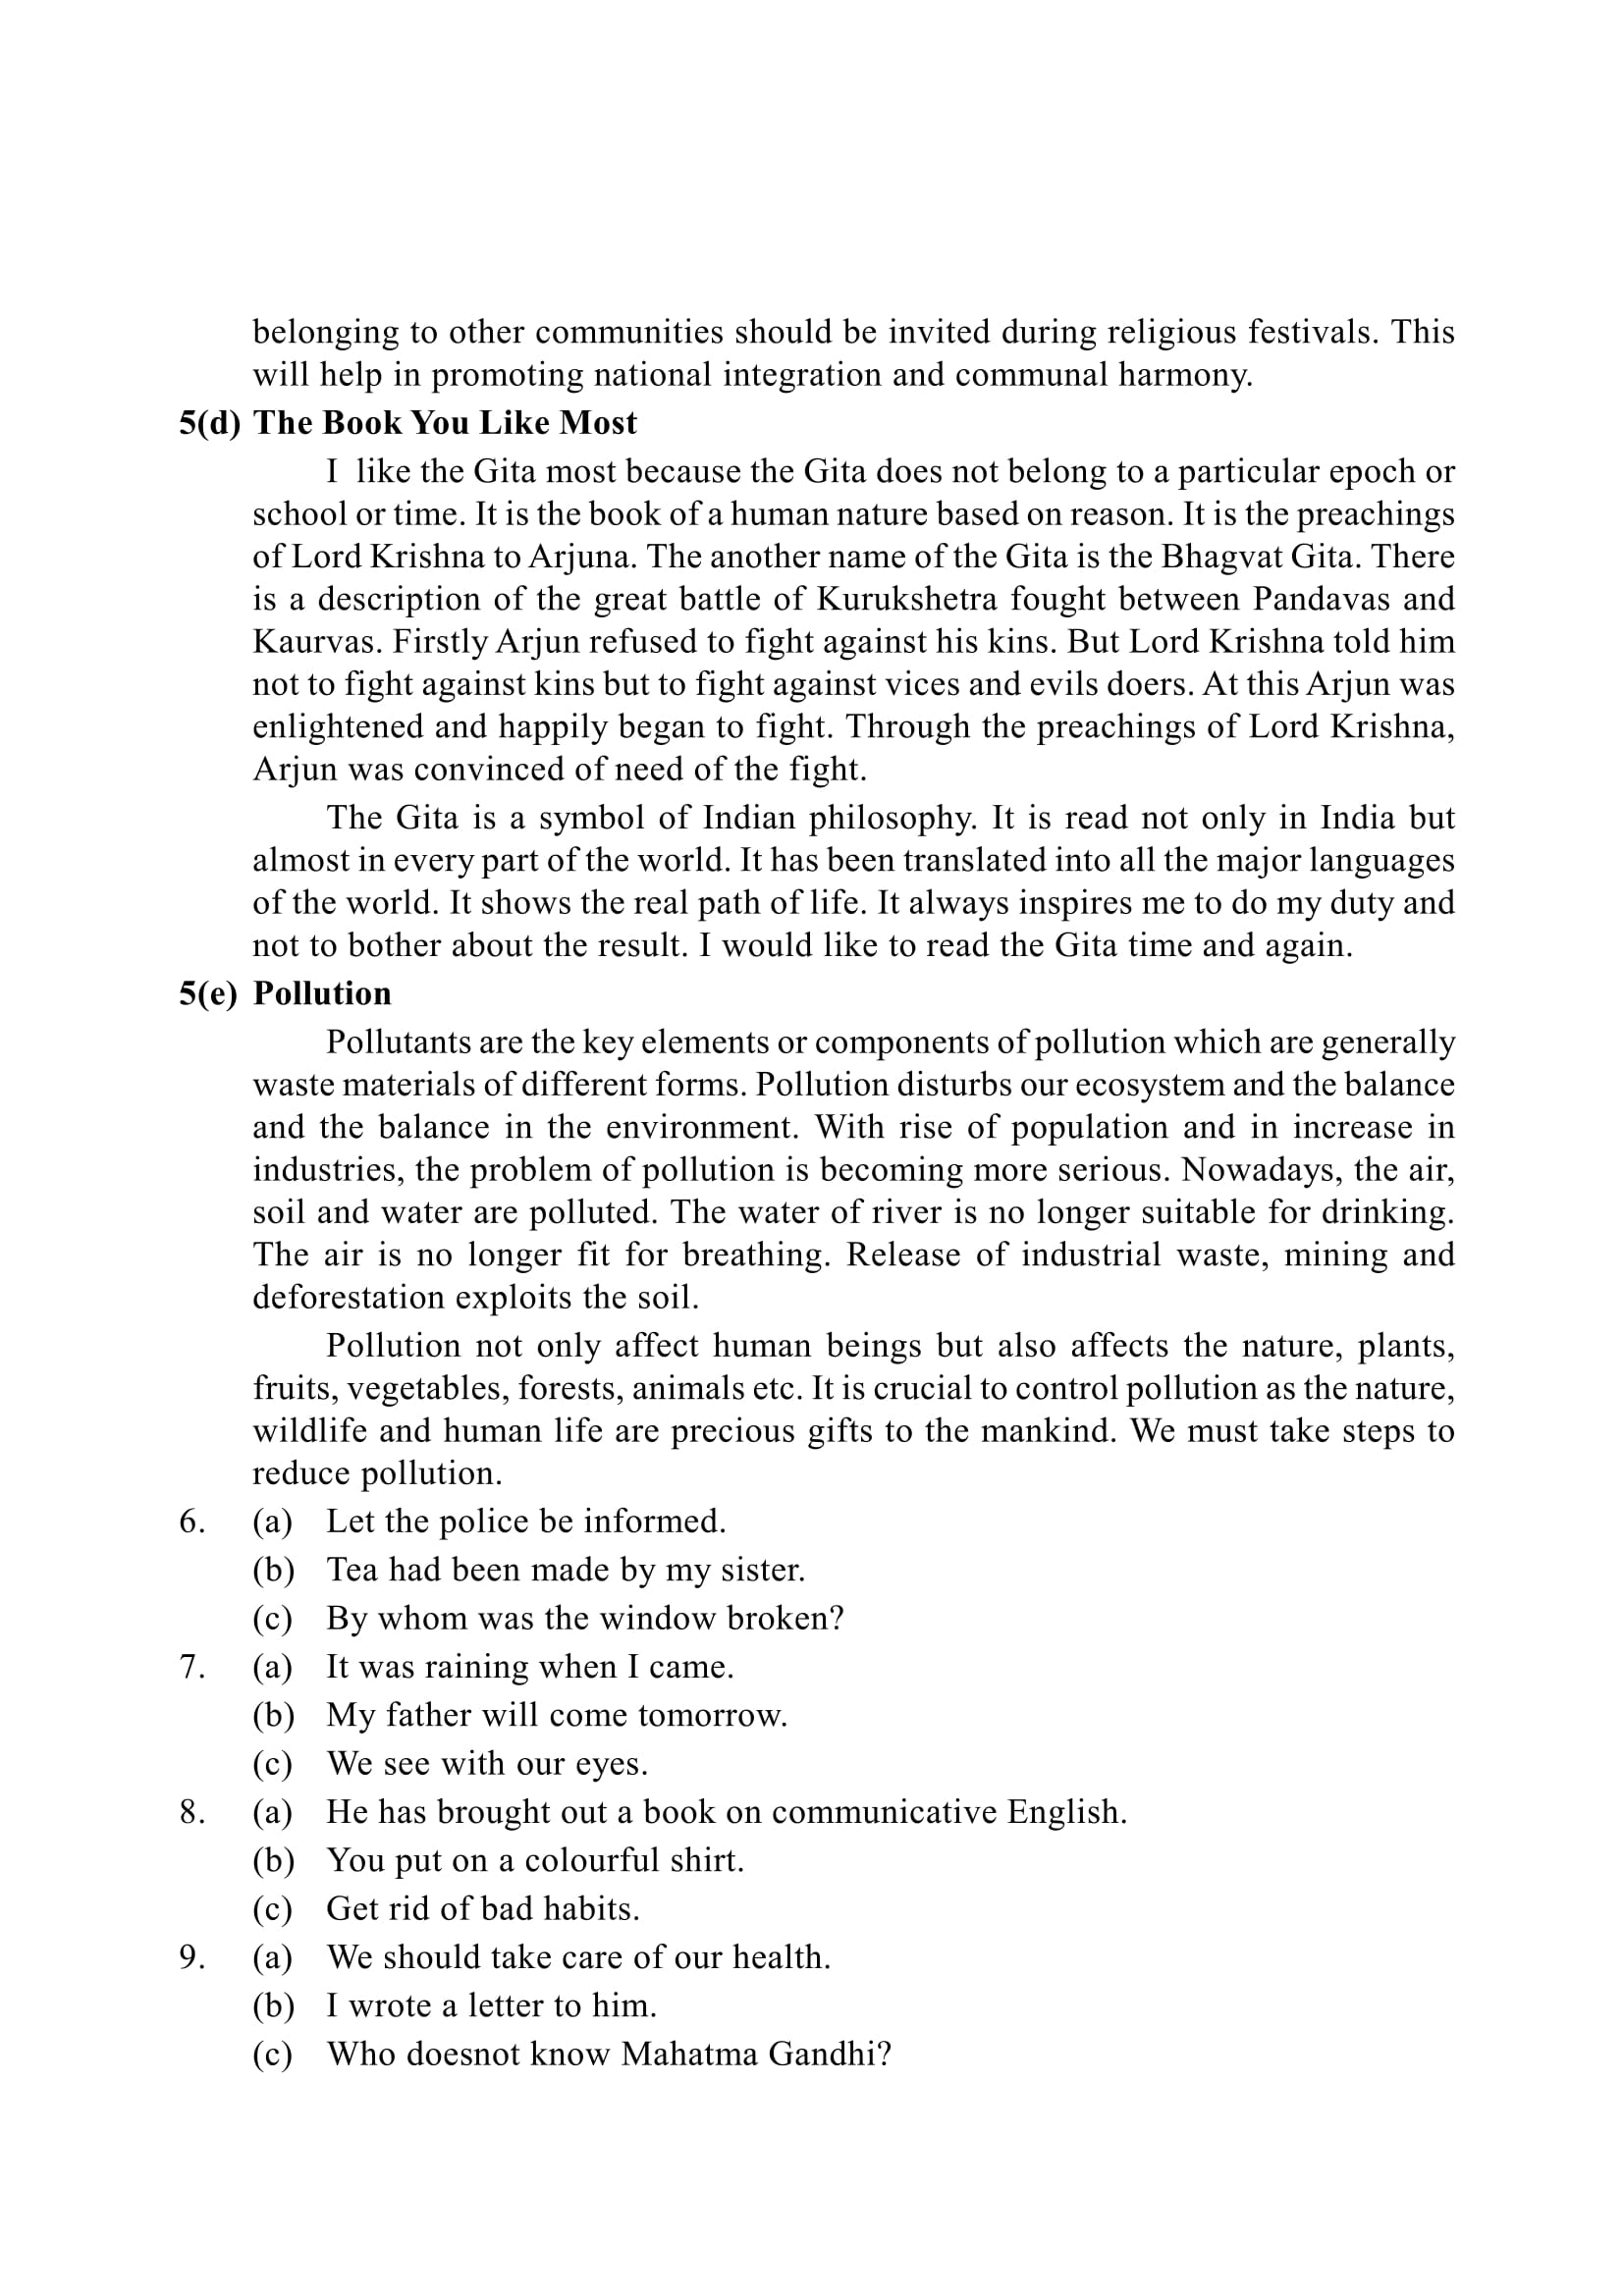 belonging to other communities should be invited during religious festivals. This
will help in promoting national integration and communal harmony.
5(d) The Book You Like Most
I like the Gita most because the Gita does not belong to a particular epoch or
school or time. It is the book of a human nature based on reason. It is the preachings
of Lord Krishna to Arjuna. The another name of the Gita is the Bhagvat Gita. There
is a description of the great battle of Kurukshetra fought between Pandavas and
Kaurvas. Firstly Arjun refused to fight against his kins. But Lord Krishna told him
not to fight against kins but to fight against vices and evils doers. At this Arjun was
enlightened and happily began to fight. Through the preachings of Lord Krishna,
Arjun was convinced of need of the fight.
The Gita is a symbol of Indian philosophy. It is read not only in India but
almost in every part of the world. It has been translated into all the major languages
of the world. It shows the real path of life. It always inspires me to do my duty and
not to bother about the result. I would like to read the Gita time and again.
5(e) Pollution
Pollutants are the key elements or components of pollution which are generally
waste materials of different forms. Pollution disturbs our ecosystem and the balance
and the balance in the environment. With rise of population and in increase in
industries, the problem of pollution is becoming more serious. Nowadays, the air,
soil and water are polluted. The water of river is no longer suitable for drinking.
The air is no longer fit for breathing. Release of industrial waste, mining and
deforestation exploits the soil.
Pollution not only affect human beings but also affects the nature, plants,
fruits, vegetables, forests, animals etc. It is crucial to control pollution as the nature,
wildlife and human life are precious gifts to the mankind. We must take steps to
reduce pollution.
6. (a) Let the police be informed.
(b) Tea had been made by my sister.
(c) By whom was the window broken?
7. (a) It was raining when I came.
(b) My father will come tomorrow.
(c) We see with our eyes.
8. (a) He has brought out a book on communicative English.
(b) You put on a colourful shirt.
(c) Get rid of bad habits.
9. (a) We should take care of our health.
(b) I wrote a letter to him.
(c) Who doesnot know Mahatma Gandhi?